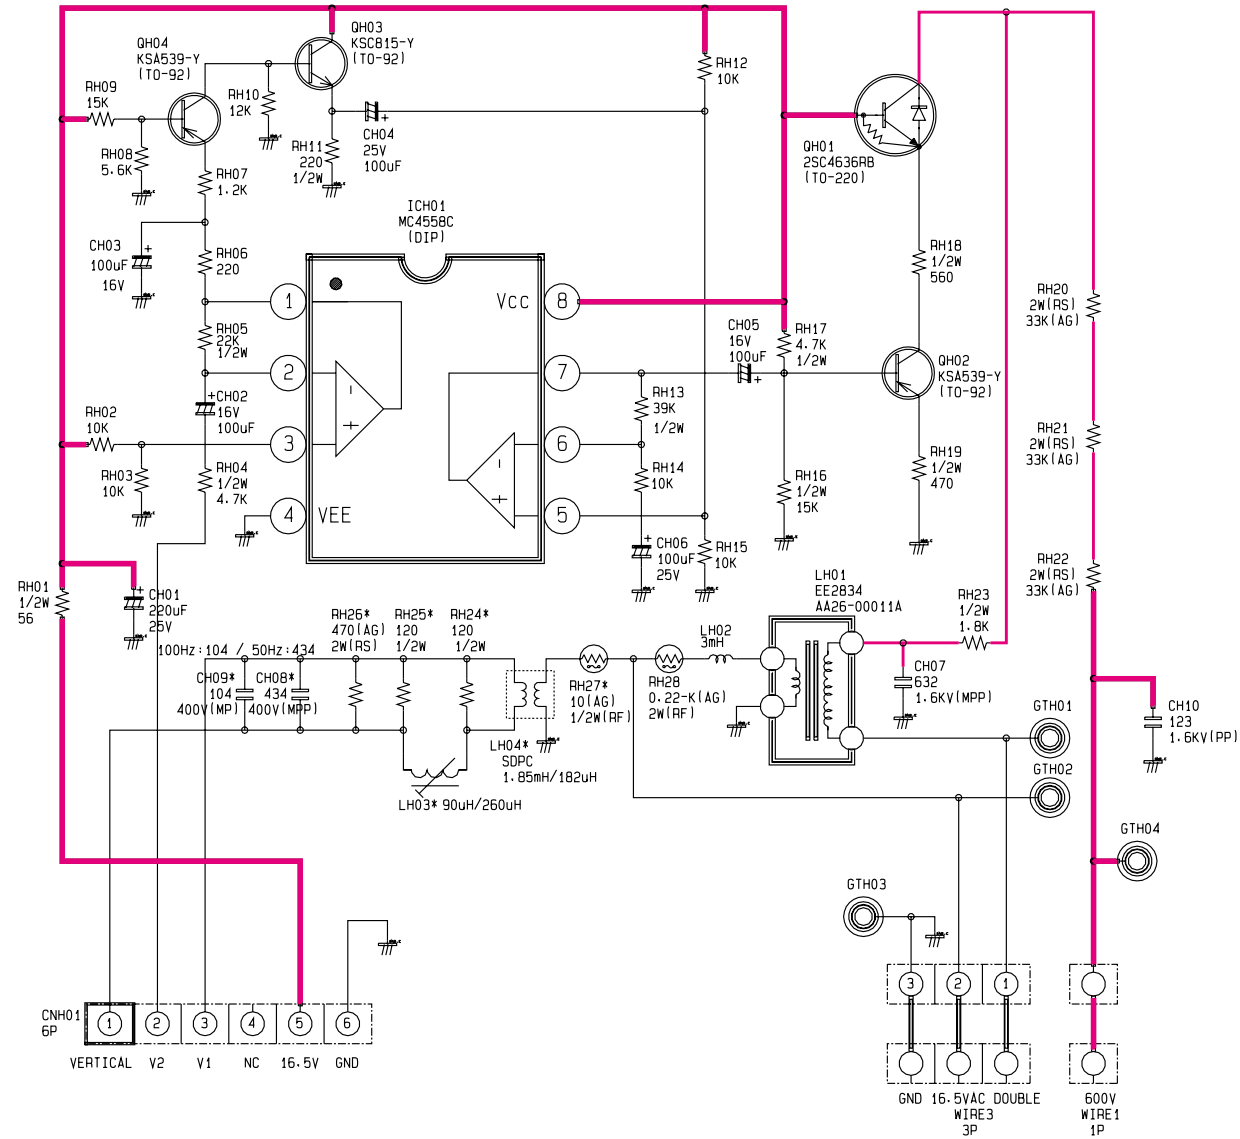 QH03
KSC815-Y
(TO-92)
QH04
KSA539-Y
(TO-92)
RH09
15K
RH10
12K
RH12
10K
CH04
25V
100uF
RH11
220
1/2W
RH08
5.6K
RH07
1.2K
QH01
2SC4636RB
(TO-220)
ICH01
MC4558C
(DIP)
CH03
100uF
16V
RH06
220
RH18
1/2W
560
1
Vcc
8
RH20
2W(RS)
33K(AG)
RH05
22K
1/2W
CH05
16V
100uF
RH17
4.7K
1/2W
2
7
QH02
KSA539-Y
(TO-92)
CH02
16V
100uF
RH13
39K
1/2W
RH02
10K
3
6
RH21
2W(RS)
33K(AG)
RH03
10K
RH04
1/2W
4.7K
RH14
10K
RH16
1/2W
15K
RH19
1/2W
470
4
VEE
5
CH06
100uF
25V
RH15
10K
RH22
2W(RS)
33K(AG)
RH01
1/2W
56
CH01
220uF
25V
LH01
EE2834
AA26-00011A
RH23
1/2W
1.8K
RH26*
470(AG)
2W(RS)
RH25*
120
1/2W
RH24*
120
1/2W
LH02
3mH
100Hz:104 / 50Hz:434
CH09*
104
400V(MP)
CH08*
434
400V(MPP)
RH27*
10(AG)
1/2W(RF)
RH28
0.22-K(AG)
2W(RF)
CH07
632
1.6KV(MPP)
GTH01
CH10
123
1.6KV(PP)
LH04*
SDPC
1.85mH/182uH
GTH02
LH03* 90uH/260uH
GTH04
GTH03
CNH01
6P
1
2
3
4
5
6
VERTICAL
V2
V1
NC
16.5V
GND
3
2
1
GND
16.5VAC
DOUBLE
WIRE3
3P
600V
WIRE1
1P